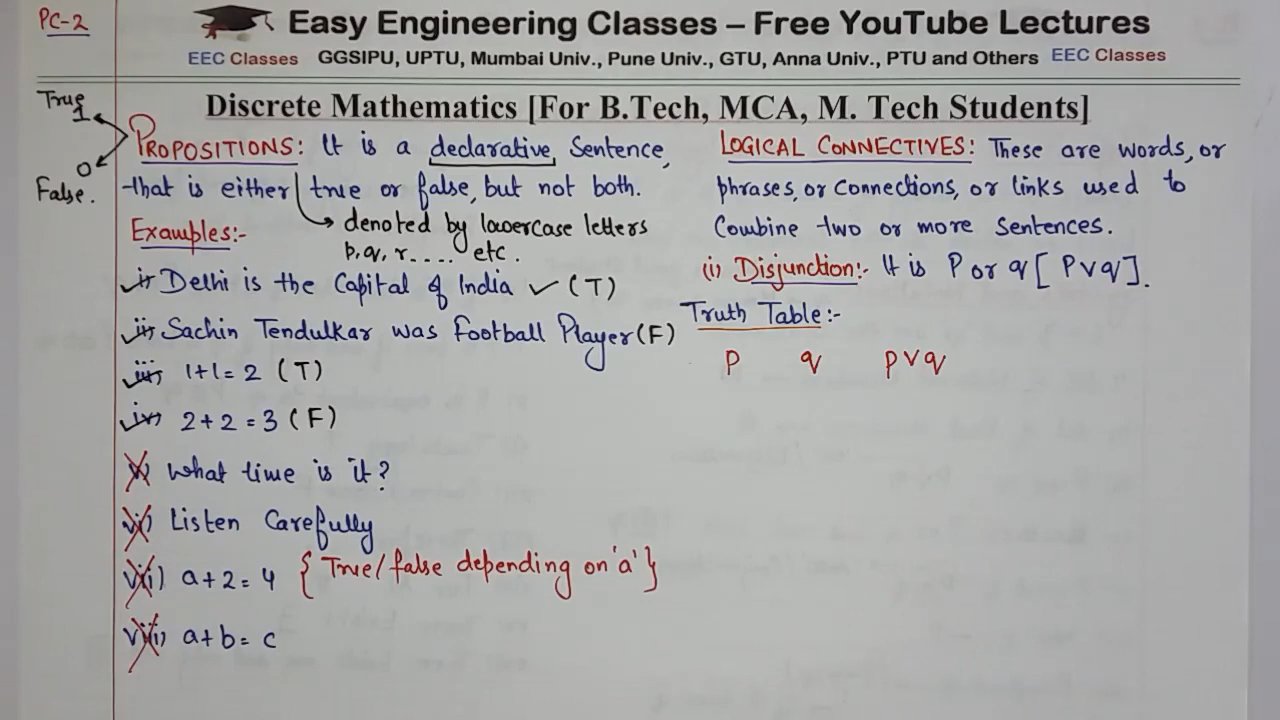 PC-2
Easy Engineering Classes – Free YouTube Lectures
EEC Classes GGSIPU, UPTU, Mumbai Univ., Pune Univ., GTU, Anna Univ., PTU and Others EEC Classes
Discrete Mathematics [For B.Tech, MCA, M. Tech Students]
True
1
0
False.
PROPOSITIONS: It is a declarative Sentence,
that is either true or false, but not both.
denoted by lowercase letters
p, q, r.... etc.
Examples:-
i) Delhi is the Capital of India ✓ (T)
ii) Sachin Tendulkar was Football Player (F)
iii) 1+1=2 (T)
iv) 2+2=3 (F)
v) What time is it?
vi) Listen Carefully
vii) a+2=4 {True/false depending on 'a'}
viii) a+b=c
LOGICAL CONNECTIVES: These are words, or
phrases, or Connections, or links used to
Combine two or more Sentences.
(i) Disjunction:- It is P or q [P∨q].
Truth Table:-
p q p∨q